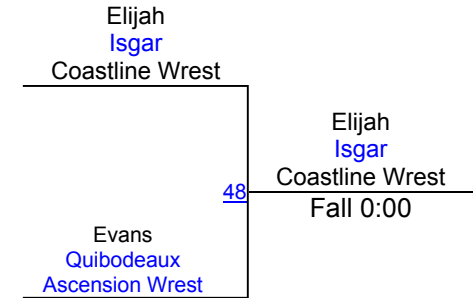 Elijah
Isgar
Coastline Wrest
Elijah
Isgar
Coastline Wrest
48
Fall 0:00
Evans
Quibodeaux
Ascension Wrest